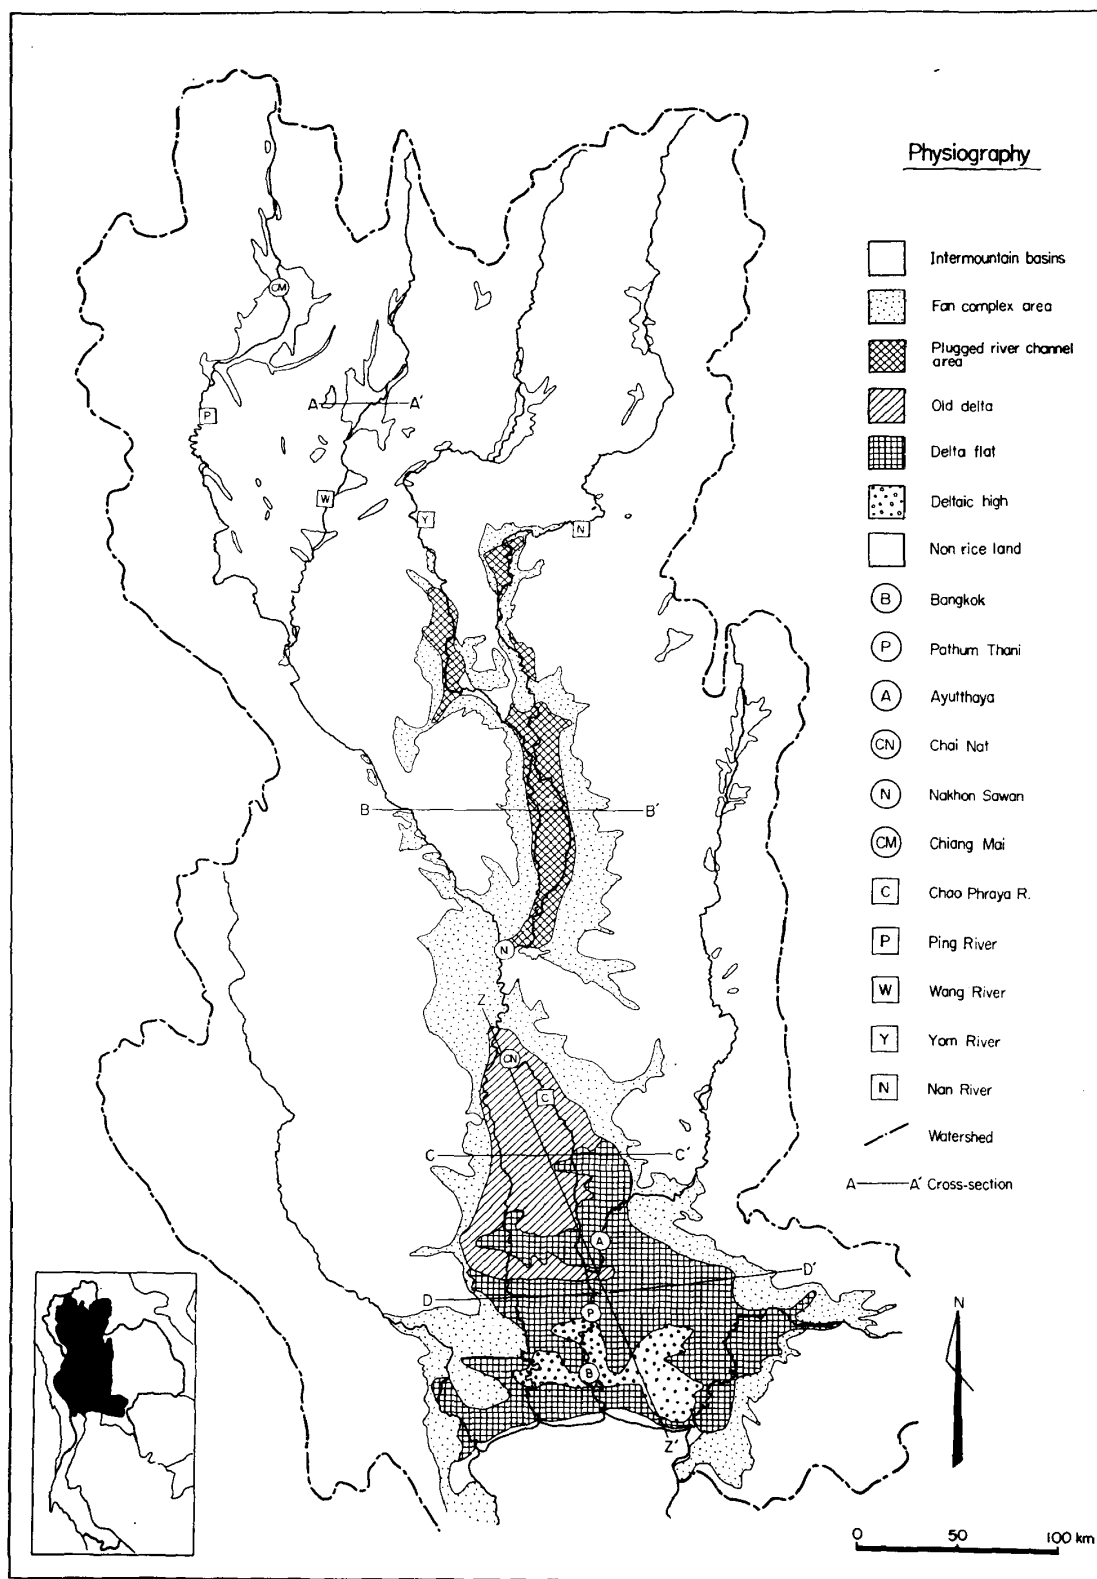 Physiography
Intermountain basins
Fan complex area
Plugged river channel
area
Old delta
Delta flat
Deltaic high
Non rice land
B Bangkok
P Pathum Thani
A Ayutthaya
CN Chai Nat
N Nakhon Sawan
CM Chiang Mai
C Chao Phraya R.
P Ping River
W Wang River
Y Yom River
N Nan River
Watershed
A A' Cross-section
CM
P
A A'
W
Y
N
B B'
N
Z
CN
C
C C'
A
D D'
P
B
Z'
N
0 50 100 km